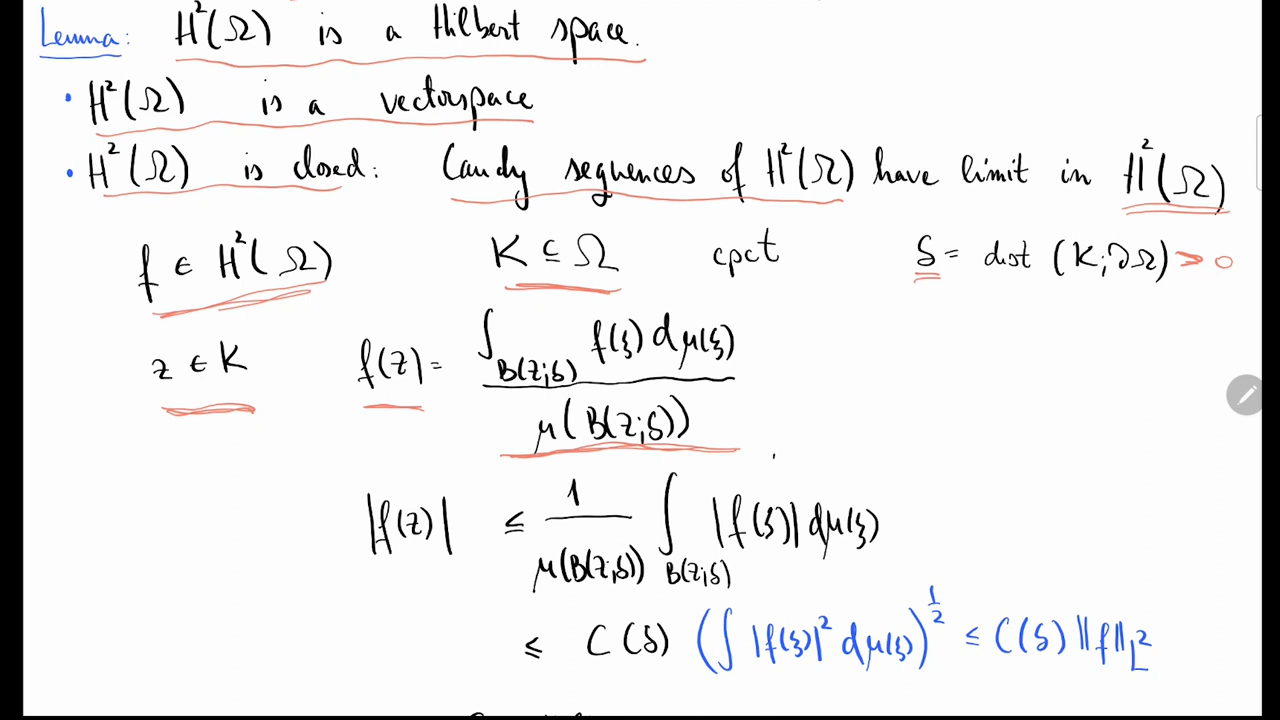 Lemma: H²(Ω) is a Hilbert space.
• H²(Ω) is a vectorspace
• H²(Ω) is closed: Cauchy sequences of H²(Ω) have limit in H²(Ω)
f ∈ H²(Ω) K ⊆ Ω cpct δ = dist (K; ∂Ω) > 0
z ∈ K f(z) = ∫_{B(z;δ)} f(ξ) dμ(ξ) / μ(B(z;δ))
|f(z)| ≤ 1 / μ(B(z;δ)) ∫_{B(z;δ)} |f(ξ)| dμ(ξ)
≤ C(δ) (∫ |f(ξ)|² dμ(ξ))^{1/2} ≤ C(δ) ‖f‖_{L²}